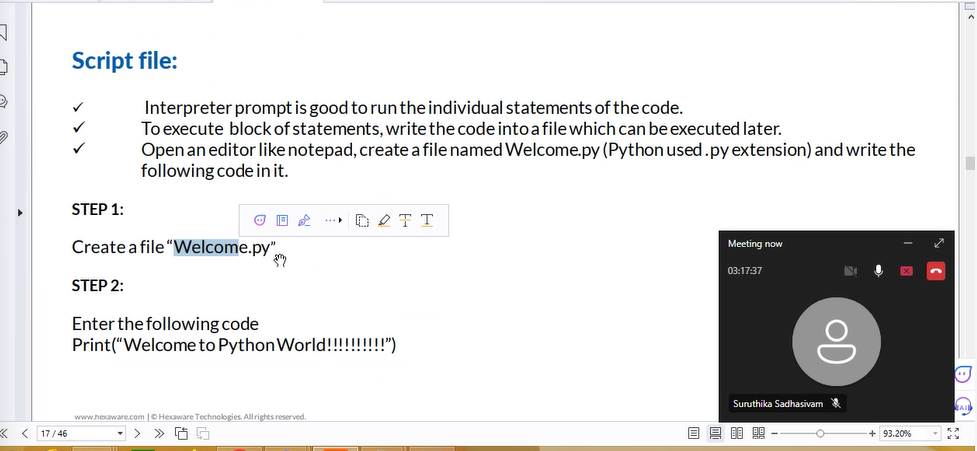 Script file:
✓ Interpreter prompt is good to run the individual statements of the code.
✓ To execute block of statements, write the code into a file which can be executed later.
✓ Open an editor like notepad, create a file named Welcome.py (Python used .py extension) and write the
following code in it.
STEP 1:
Create a file “Welcome.py”
STEP 2:
Enter the following code
Print(“Welcome to Python World!!!!!!!!!!”)
www.hexaware.com | © Hexaware Technologies. All rights reserved.
Meeting now
03:17:37
Suruthika Sadhasivam
17 / 46
93.20%